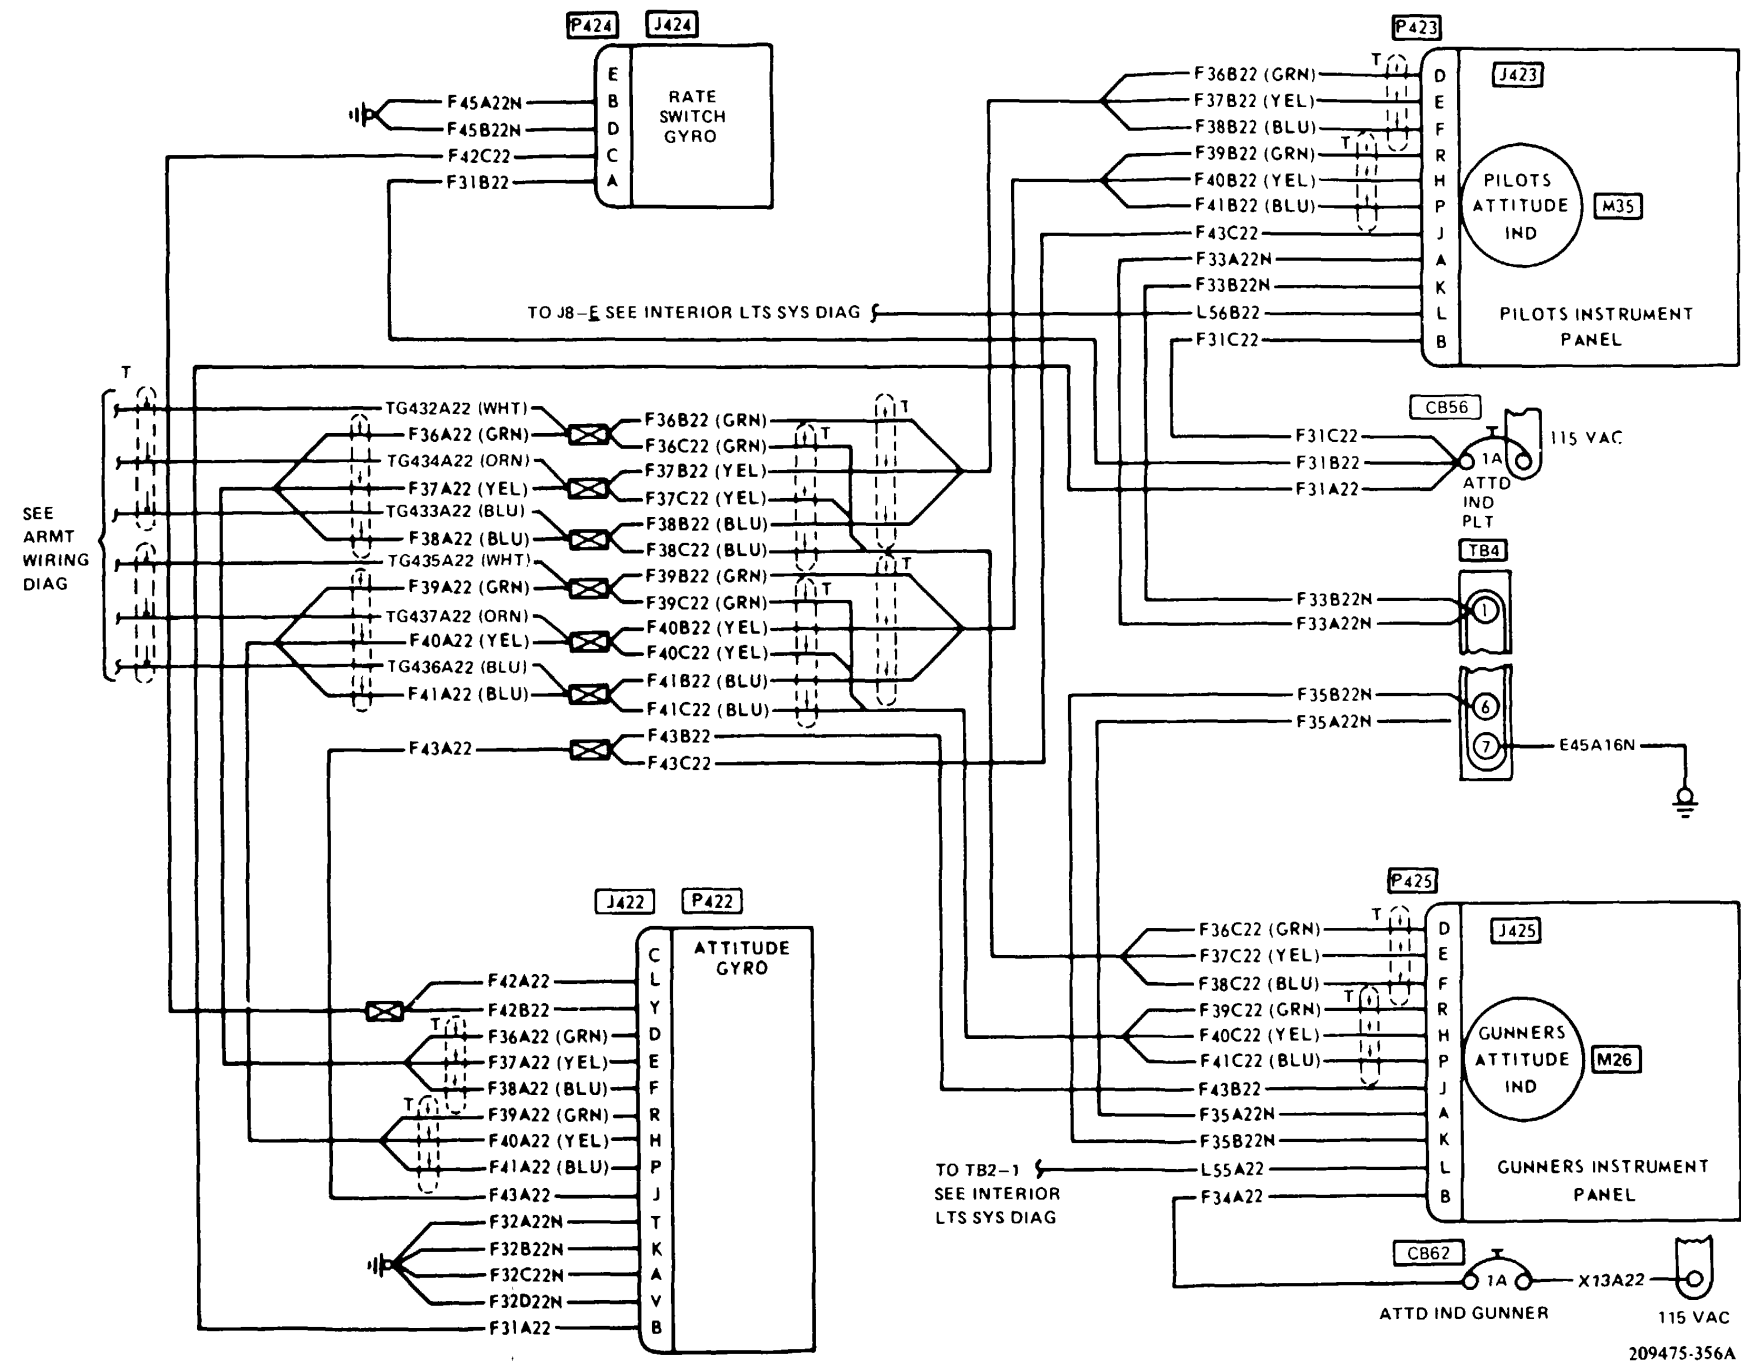 P424 J424
E
B
D
C
A
RATE
SWITCH
GYRO
F45A22N
F45B22N
F42C22
F31B22
P423
J423
T
F36B22 (GRN)
F37B22 (YEL)
F38B22 (BLU)
T
F39B22 (GRN)
F40B22 (YEL)
F41B22 (BLU)
F43C22
F33A22N
F33B22N
L56B22
F31C22
D
E
F
R
H
P
J
A
K
L
B
PILOTS
ATTITUDE
IND
M35
PILOTS INSTRUMENT
PANEL
TO J8-E SEE INTERIOR LTS SYS DIAG
T
SEE
ARMT
WIRING
DIAG
TG432A22 (WHT)
F36A22 (GRN)
TG434A22 (ORN)
F37A22 (YEL)
TG433A22 (BLU)
F38A22 (BLU)
TG435A22 (WHT)
F39A22 (GRN)
TG437A22 (ORN)
F40A22 (YEL)
TG436A22 (BLU)
F41A22 (BLU)
F43A22
F36B22 (GRN)
F36C22 (GRN)
F37B22 (YEL)
F37C22 (YEL)
F38B22 (BLU)
F38C22 (BLU)
F39B22 (GRN)
F39C22 (GRN)
F40B22 (YEL)
F40C22 (YEL)
F41B22 (BLU)
F41C22 (BLU)
F43B22
F43C22
T
T
T
T
CB56
F31C22
F31B22
F31A22
1A
115 VAC
ATTD
IND
PLT
TB4
F33B22N
F33A22N
1
F35B22N
F35A22N
6
7
E45A16N
J422 P422
ATTITUDE
GYRO
F42A22
F42B22
T
F36A22 (GRN)
F37A22 (YEL)
F38A22 (BLU)
T
F39A22 (GRN)
F40A22 (YEL)
F41A22 (BLU)
F43A22
F32A22N
F32B22N
F32C22N
F32D22N
F31A22
C
L
Y
D
E
F
R
H
P
J
T
K
A
V
B
P425
J425
T
F36C22 (GRN)
F37C22 (YEL)
F38C22 (BLU)
T
F39C22 (GRN)
F40C22 (YEL)
F41C22 (BLU)
F43B22
F35A22N
F35B22N
L55A22
F34A22
D
E
F
R
H
P
J
A
K
L
B
GUNNERS
ATTITUDE
IND
M26
GUNNERS INSTRUMENT
PANEL
TO TB2-1
SEE INTERIOR
LTS SYS DIAG
CB62
1A
X13A22
ATTD IND GUNNER
115 VAC
209475-356A